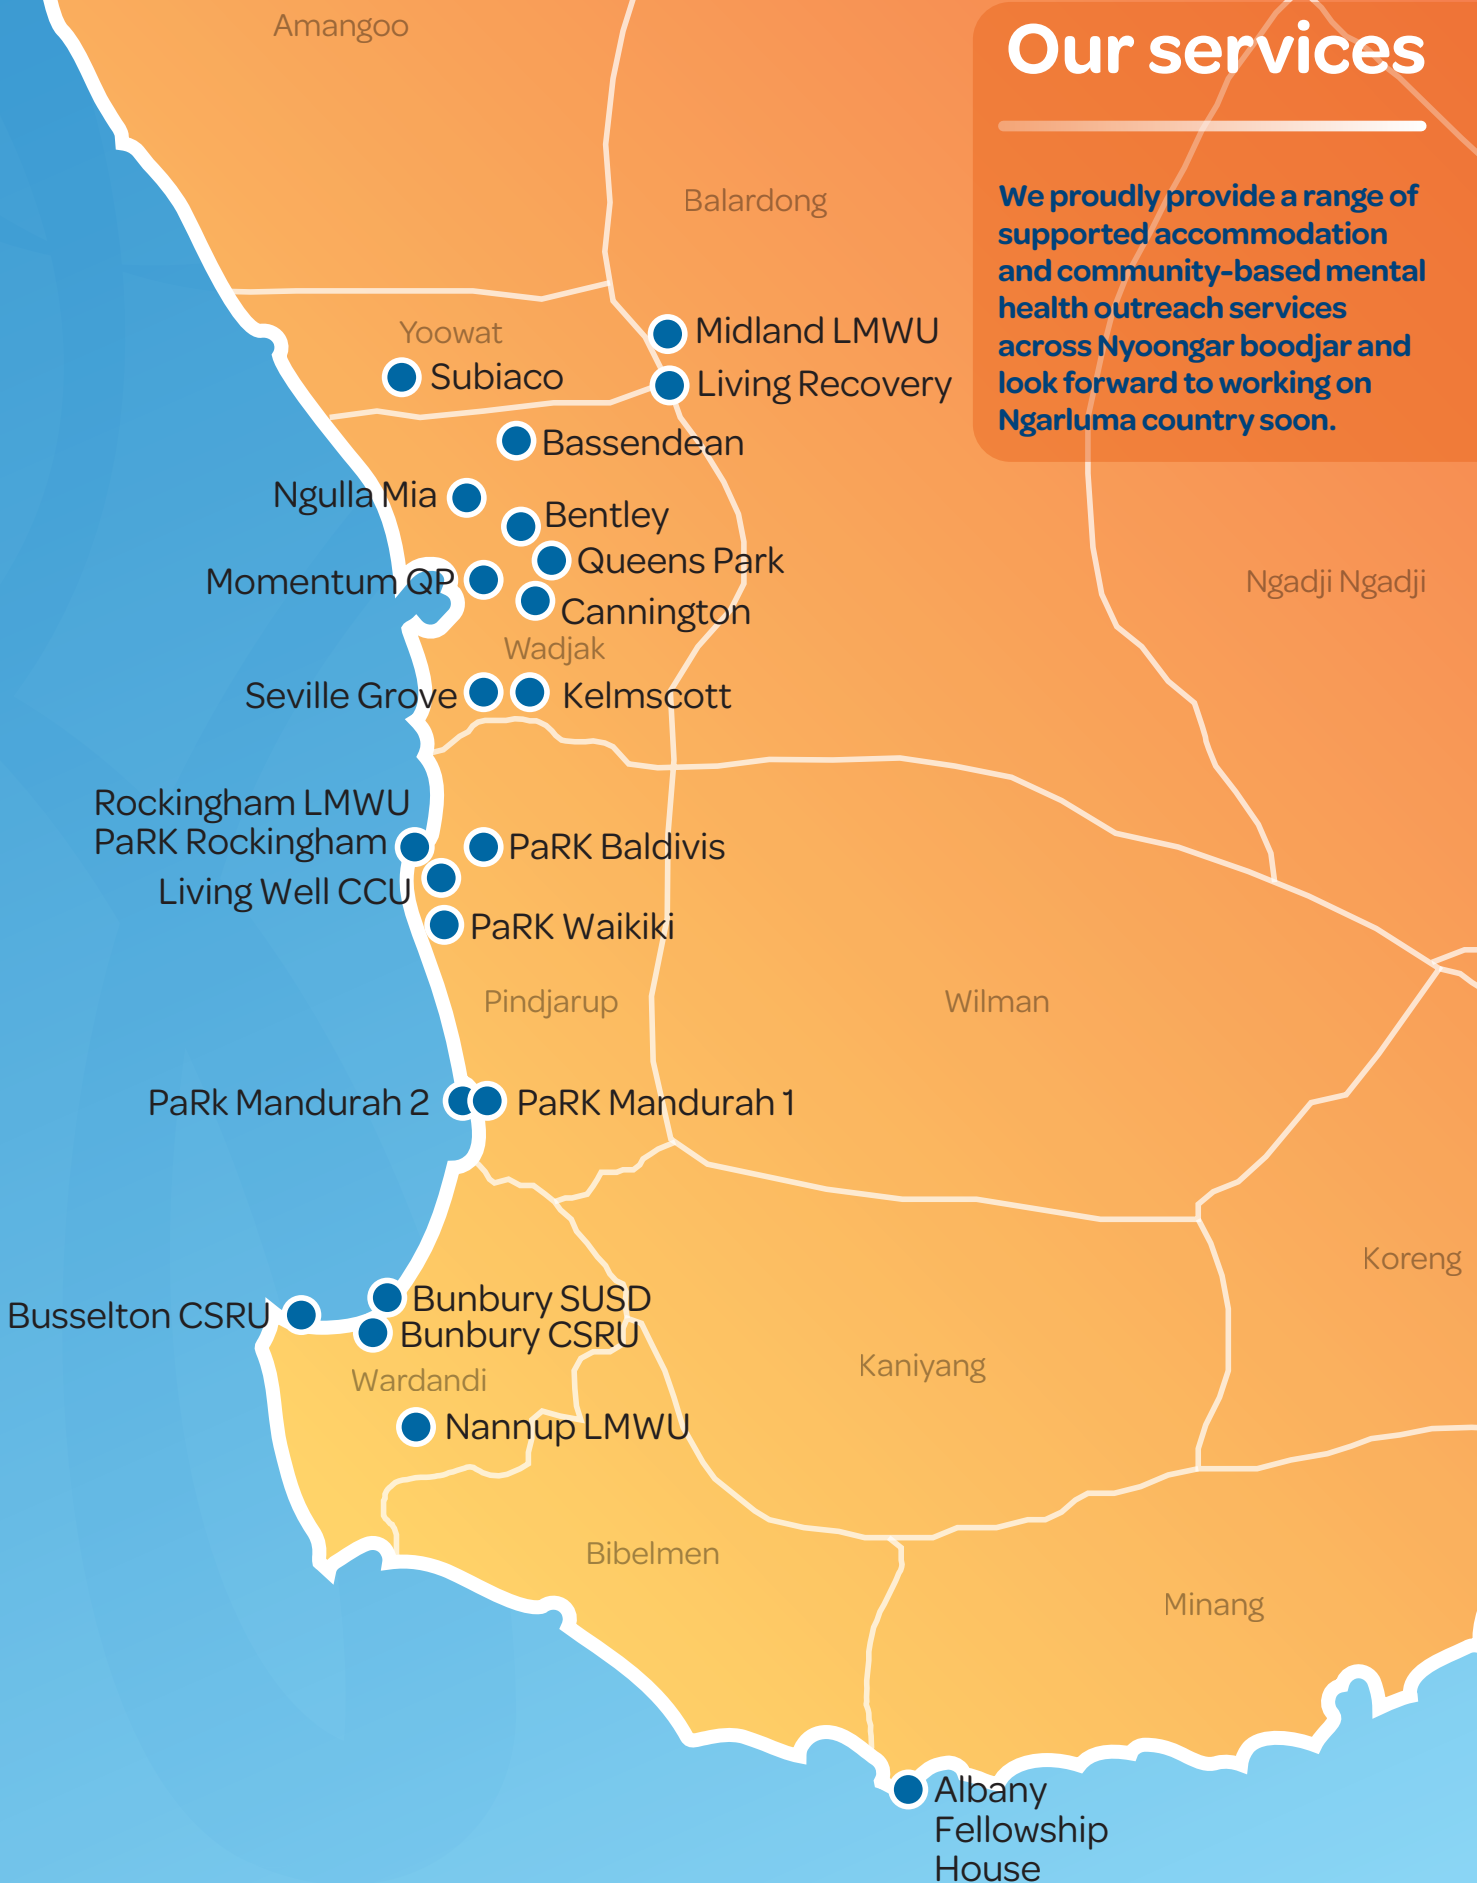 Amangoo
Our services
We proudly provide a range of
supported accommodation
and community-based mental
health outreach services
across Nyoongar boodjar and
look forward to working on
Ngarluma country soon.
Balardong
Yoowat
Midland LMWU
Subiaco
Living Recovery
Bassendean
Ngulla Mia
Bentley
Queens Park
Momentum QP
Ngadji Ngadji
Cannington
Wadjak
Seville Grove
Kelmscott
Rockingham LMWU
PaRK Rockingham
PaRK Baldivis
Living Well CCU
PaRK Waikiki
Pindjarup
Wilman
PaRk Mandurah 2
PaRK Mandurah 1
Koreng
Bunbury SUSD
Busselton CSRU
Bunbury CSRU
Kaniyang
Wardandi
Nannup LMWU
Bibelmen
Minang
Albany
Fellowship
House